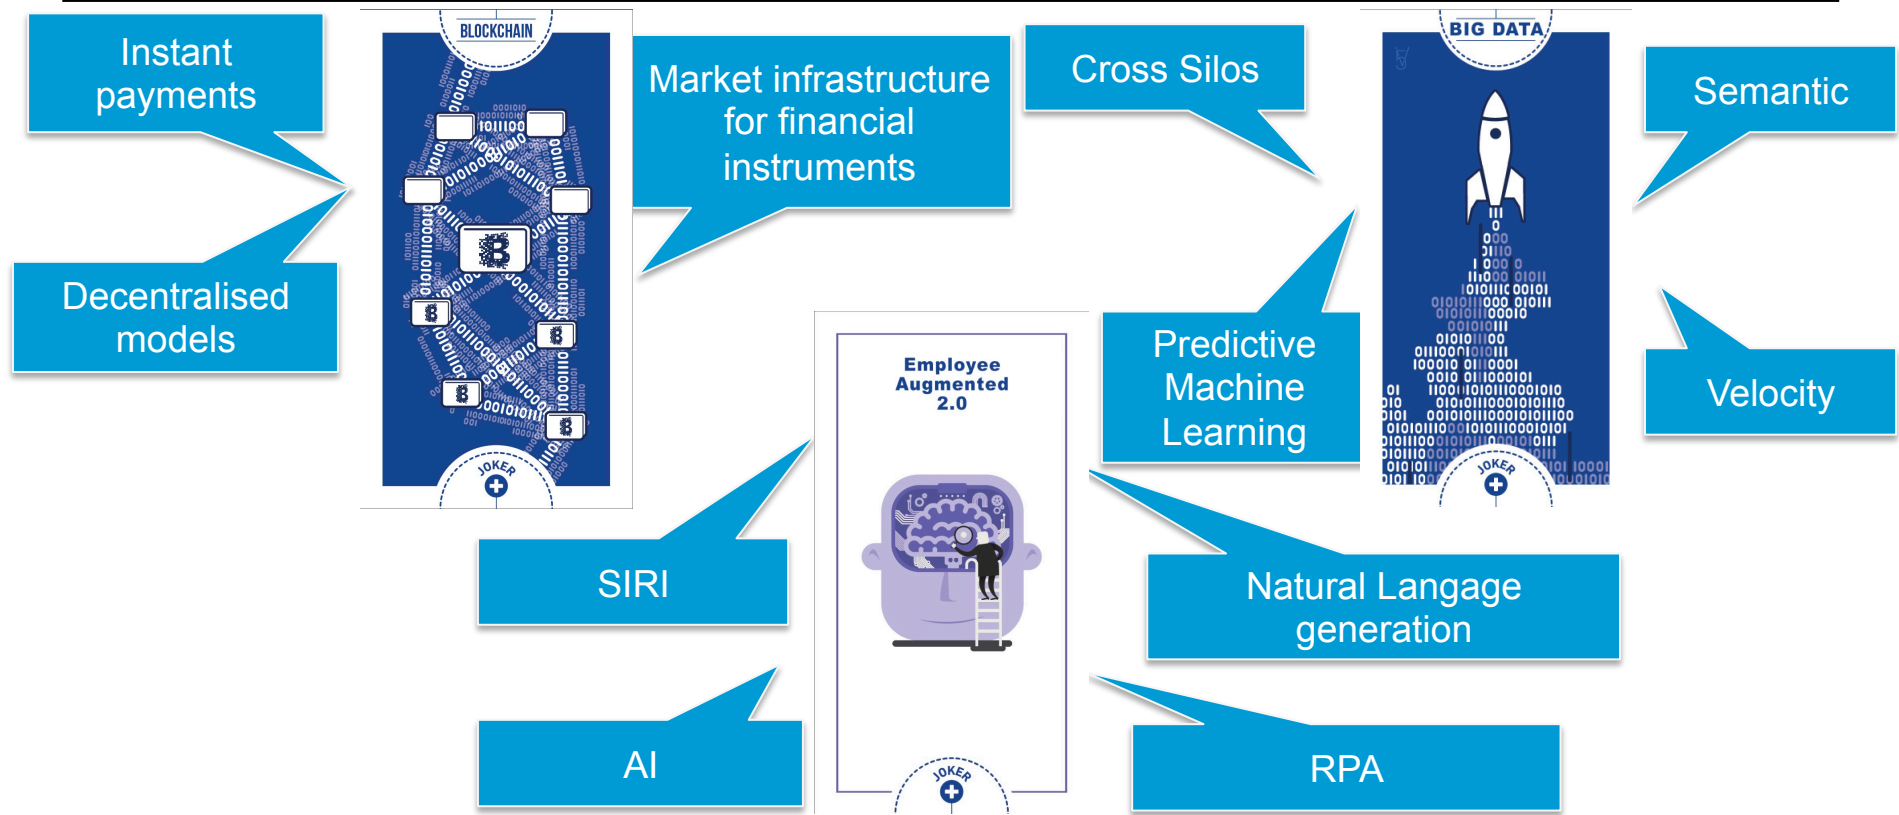 BLOCKCHAIN
Instant
payments
Market infrastructure
for financial
instruments
Decentralised
models
JOKER
BIG DATA
Cross Silos
Semantic
Predictive
Machine
Learning
Velocity
JOKER
Employee
Augmented
2.0
SIRI
Natural Langage
generation
AI
RPA
JOKER